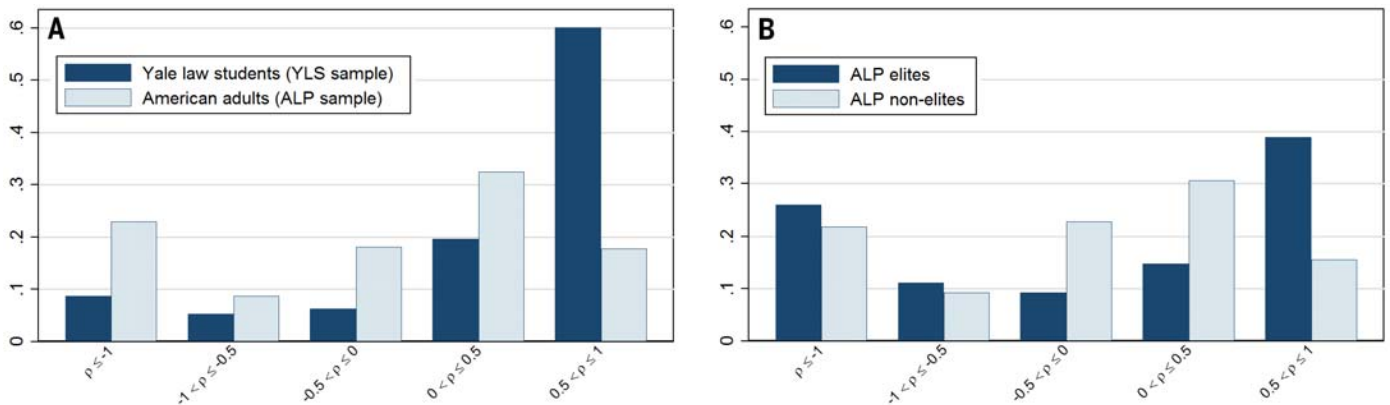 A
Yale law students (YLS sample)
American adults (ALP sample)
.6
.5
.4
.3
.2
.1
0
ρ ≤ -1
-1 < ρ ≤ -0.5
-0.5 < ρ ≤ 0
0 < ρ ≤ 0.5
0.5 < ρ ≤ 1
B
ALP elites
ALP non-elites
.6
.5
.4
.3
.2
.1
0
ρ ≤ -1
-1 < ρ ≤ -0.5
-0.5 < ρ ≤ 0
0 < ρ ≤ 0.5
0.5 < ρ ≤ 1